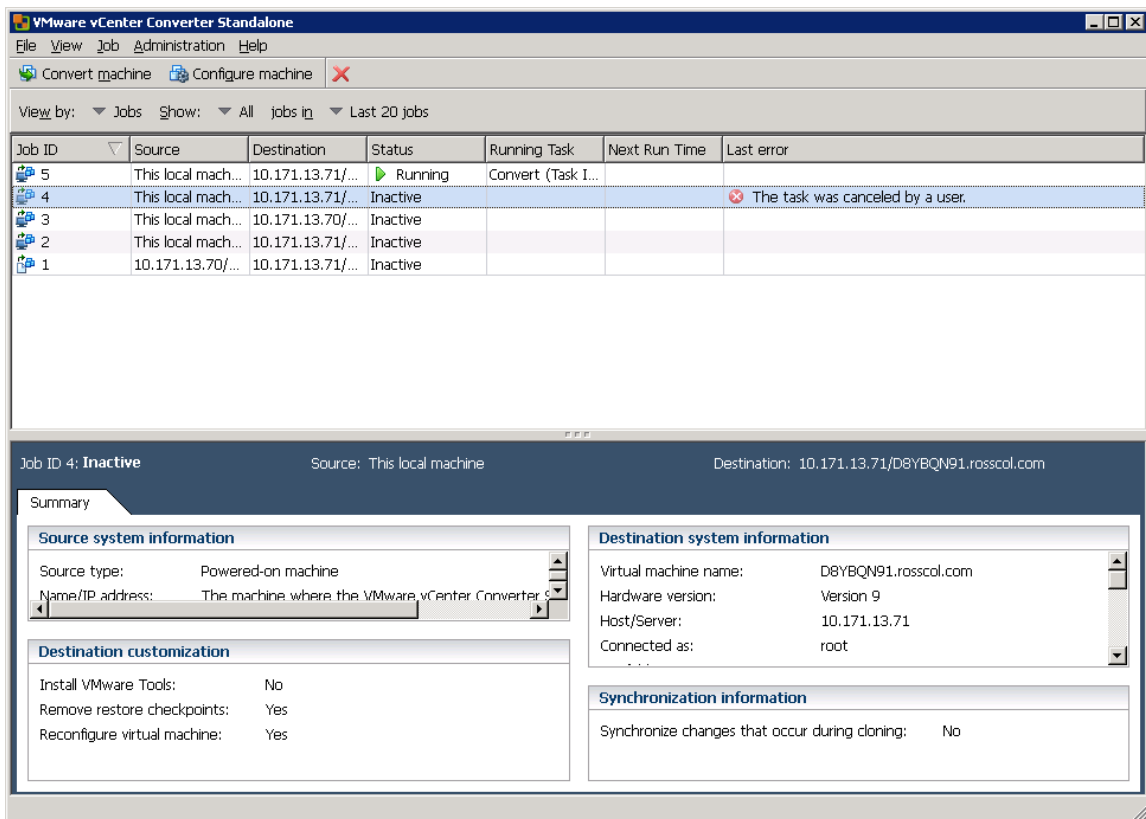 VMware vCenter Converter Standalone
File View Job Administration Help
Convert machine Configure machine
View by: Jobs Show: All jobs in Last 20 jobs
Job ID Source Destination Status Running Task Next Run Time Last error
5 This local mach... 10.171.13.71/... Running Convert (Task I...
4 This local mach... 10.171.13.71/... Inactive The task was canceled by a user.
3 This local mach... 10.171.13.70/... Inactive
2 This local mach... 10.171.13.71/... Inactive
1 10.171.13.70/... 10.171.13.71/... Inactive
Job ID 4: Inactive Source: This local machine Destination: 10.171.13.71/D8YBQN91.rosscol.com
Summary
Source system information
Source type: Powered-on machine
Name/IP address: The machine where the VMware vCenter Converter S
Destination customization
Install VMware Tools: No
Remove restore checkpoints: Yes
Reconfigure virtual machine: Yes
Destination system information
Virtual machine name: D8YBQN91.rosscol.com
Hardware version: Version 9
Host/Server: 10.171.13.71
Connected as: root
Synchronization information
Synchronize changes that occur during cloning: No